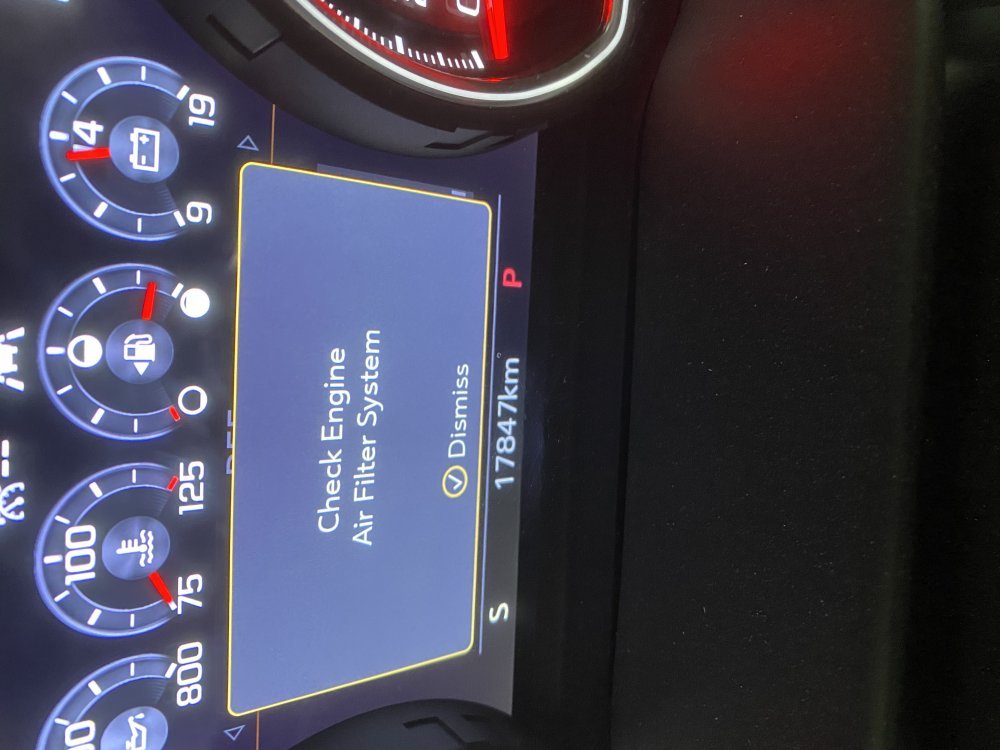 19
14
9
125
100
75
800
Check Engine
Air Filter System
Dismiss
S
17847km
P